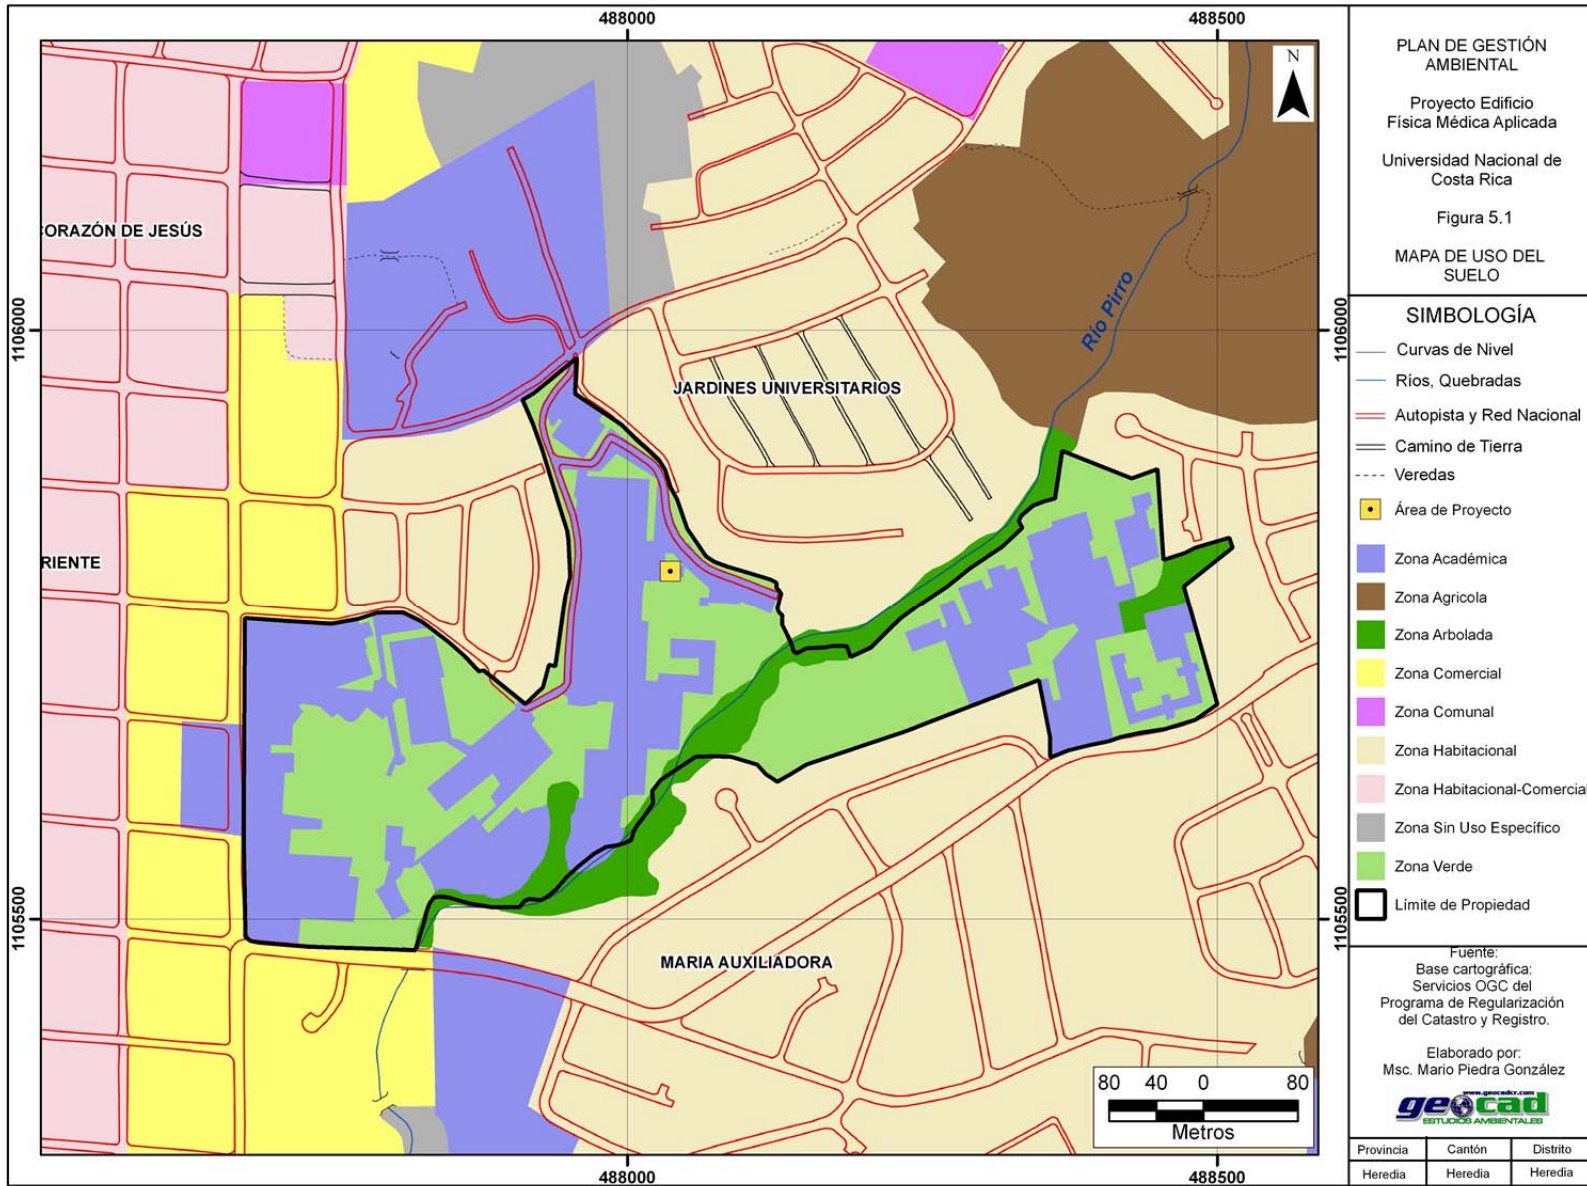 488000
488500
N
CORAZÓN DE JESÚS
1106000
1106000
Río Pirro
JARDINES UNIVERSITARIOS
RIENTE
1105500
1105500
MARIA AUXILIADORA
80 40 0 80
Metros
488000
488500
PLAN DE GESTIÓN
AMBIENTAL
Proyecto Edificio
Física Médica Aplicada
Universidad Nacional de
Costa Rica
Figura 5.1
MAPA DE USO DEL
SUELO
SIMBOLOGÍA
Curvas de Nivel
Ríos, Quebradas
Autopista y Red Nacional
Camino de Tierra
Veredas
Área de Proyecto
Zona Académica
Zona Agricola
Zona Arbolada
Zona Comercial
Zona Comunal
Zona Habitacional
Zona Habitacional-Comercial
Zona Sin Uso Específico
Zona Verde
Límite de Propiedad
Fuente:
Base cartográfica:
Servicios OGC del
Programa de Regularización
del Catastro y Registro.
Elaborado por:
Msc. Mario Piedra González
www.geocadcr.com
geocad
ESTUDIOS AMBIENTALES
Provincia Cantón Distrito
Heredia Heredia Heredia